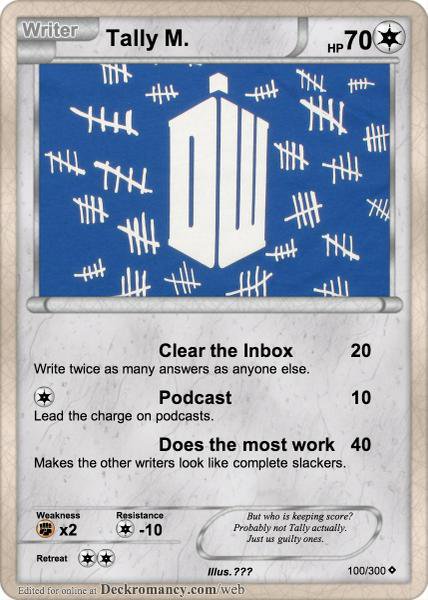 Writer
Tally M.
HP 70
DW
Clear the Inbox 20
Write twice as many answers as anyone else.
Podcast 10
Lead the charge on podcasts.
Does the most work 40
Makes the other writers look like complete slackers.
Weakness
x2
Resistance
-10
But who is keeping score?
Probably not Tally actually.
Just us guilty ones.
Retreat
Illus.???
100/300
Edited for online at Deckromancy.com/web